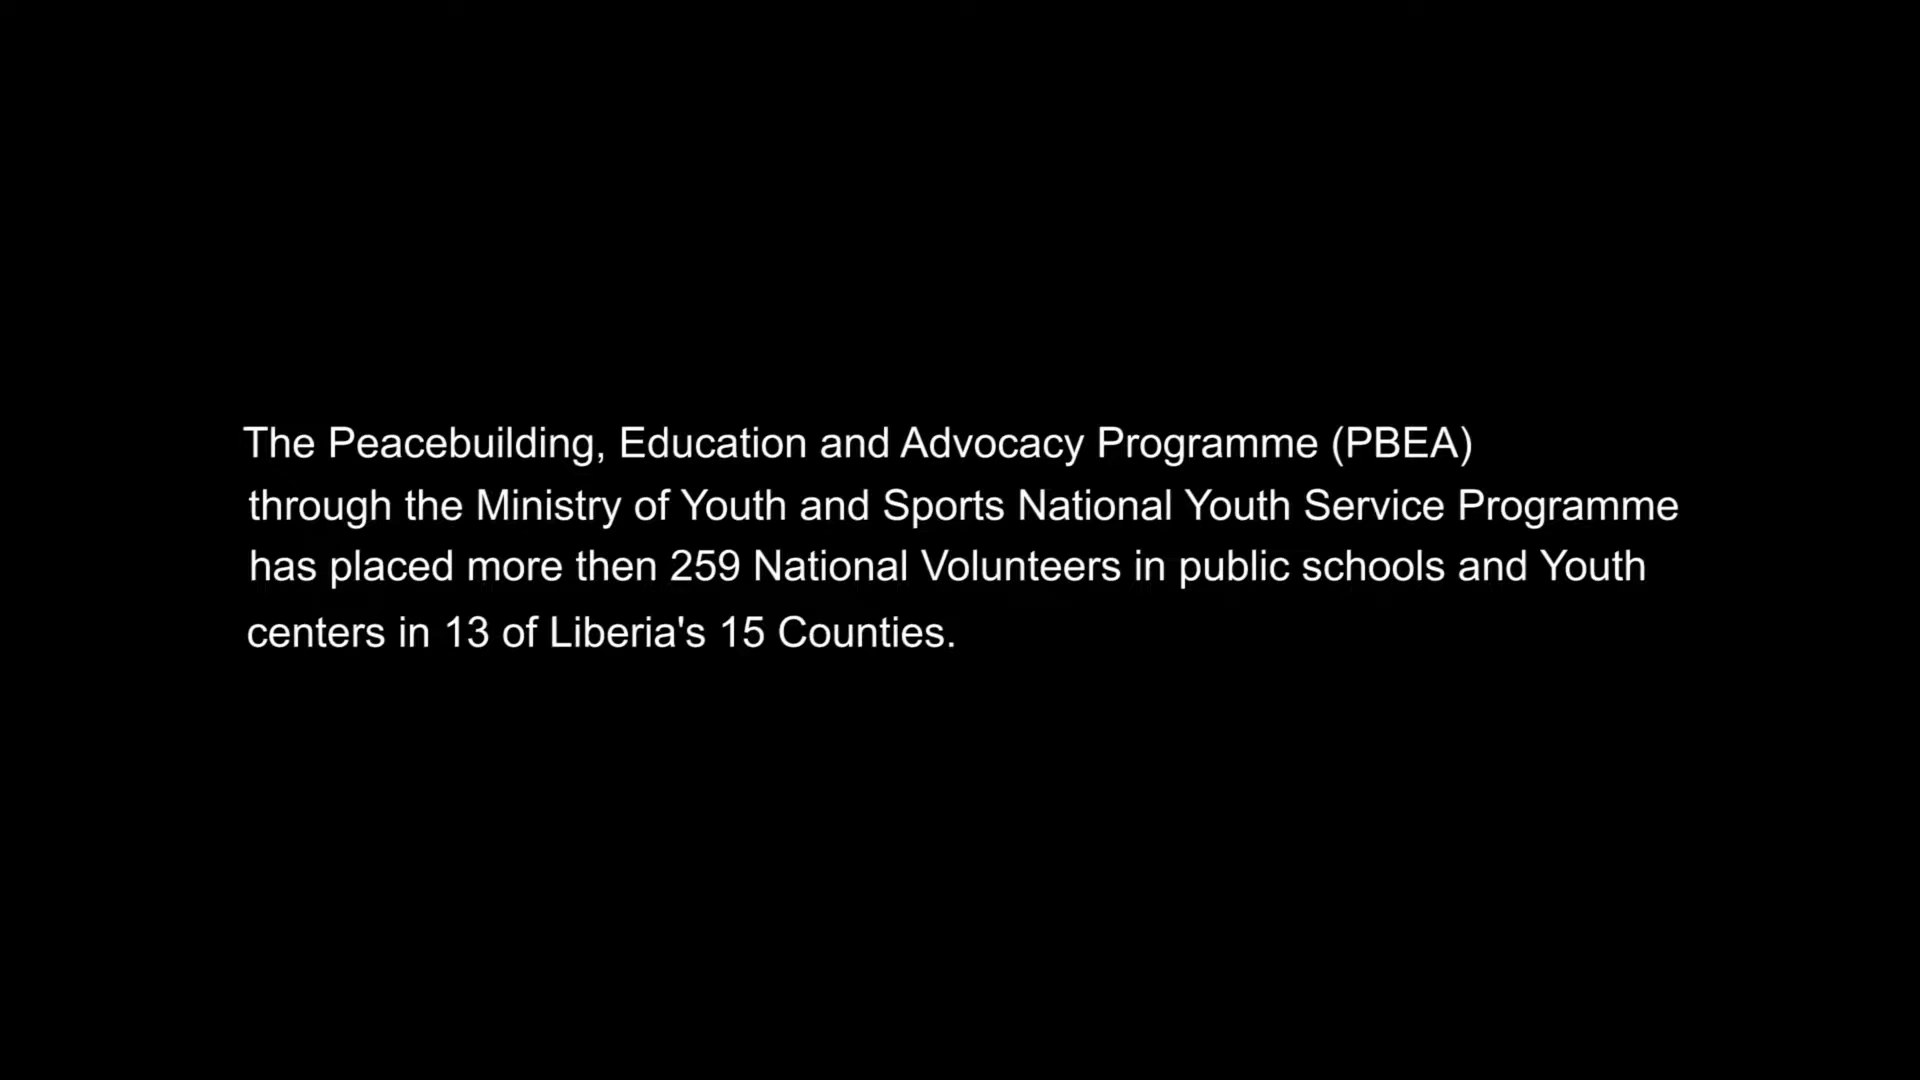 The Peacebuilding, Education and Advocacy Programme (PBEA)
through the Ministry of Youth and Sports National Youth Service Programme
has placed more then 259 National Volunteers in public schools and Youth
centers in 13 of Liberia's 15 Counties.